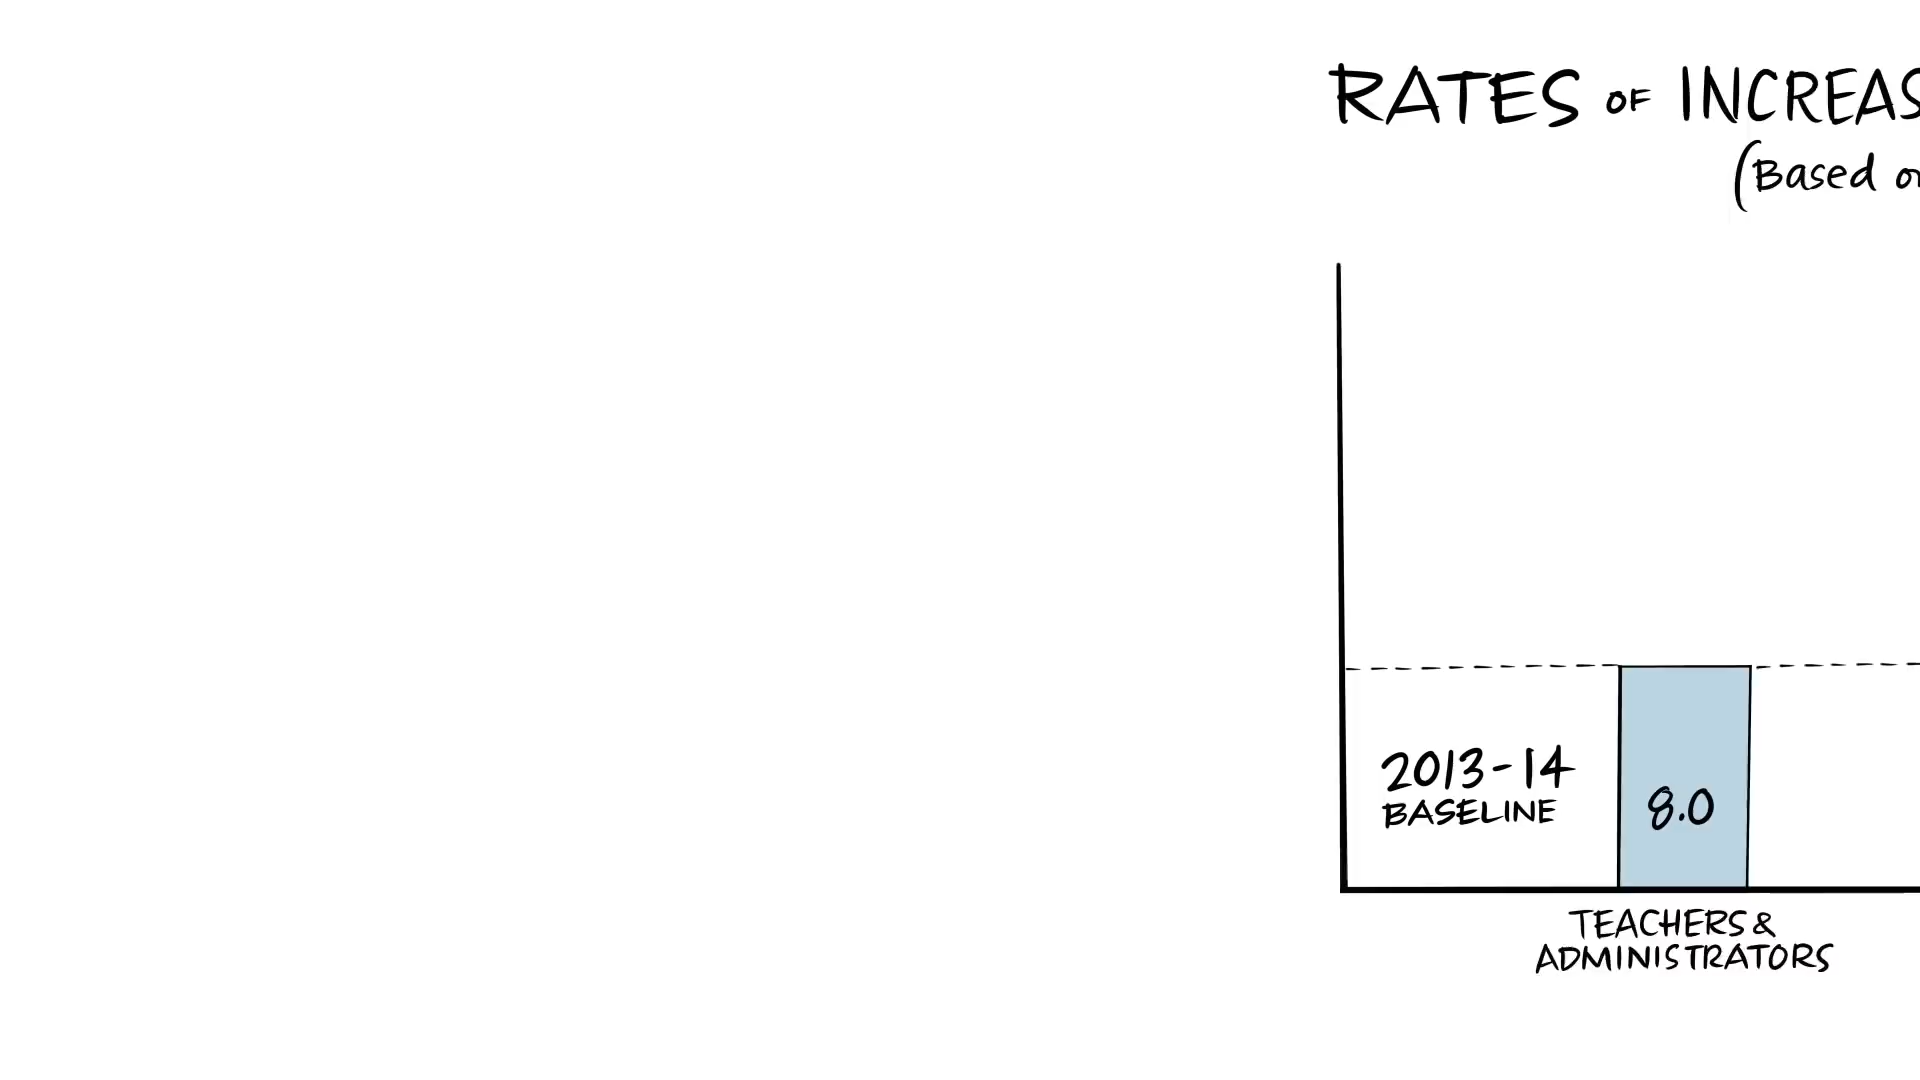 RATES OF INCREAS
(Based
2013-14
BASELINE
8.0
TEACHERS &
ADMINISTRATORS